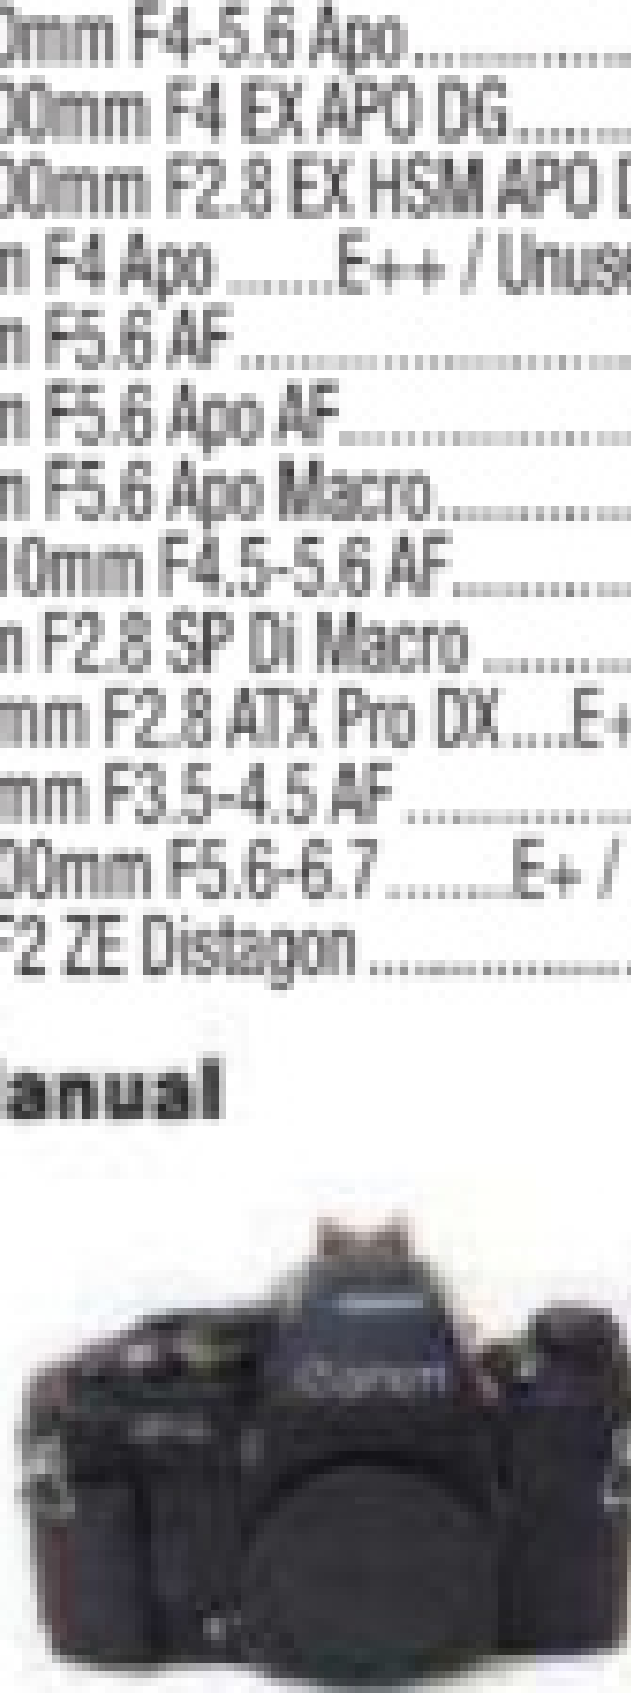 0mm F4-5.6 Apo..............
00mm F4 EX APO DG.......
00mm F2.8 EX HSM APO D
m F4 Apo .......E++ / Unuse
m F5.6 AF..........................
m F5.6 Apo AF...................
m F5.6 Apo Macro............
10mm F4.5-5.6 AF...........
m F2.8 SP Di Macro .........
mm F2.8 ATX Pro DX....E+
mm F3.5-4.5 AF ..............
00mm F5.6-6.7 ........E+ /
F2 ZE Distagon .................
Manual
Canon